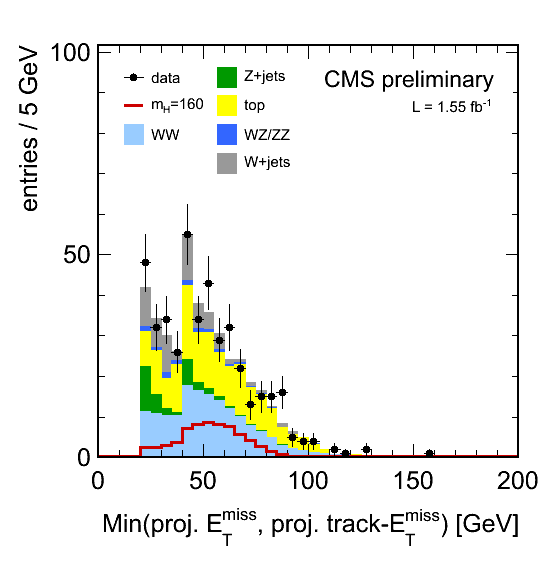 100
CMS preliminary
L = 1.55 fb⁻¹
data
m_H=160
WW
Z+jets
top
WZ/ZZ
W+jets
entries / 5 GeV
50
0
0 50 100 150 200
Min(proj. E_T^miss, proj. track-E_T^miss) [GeV]